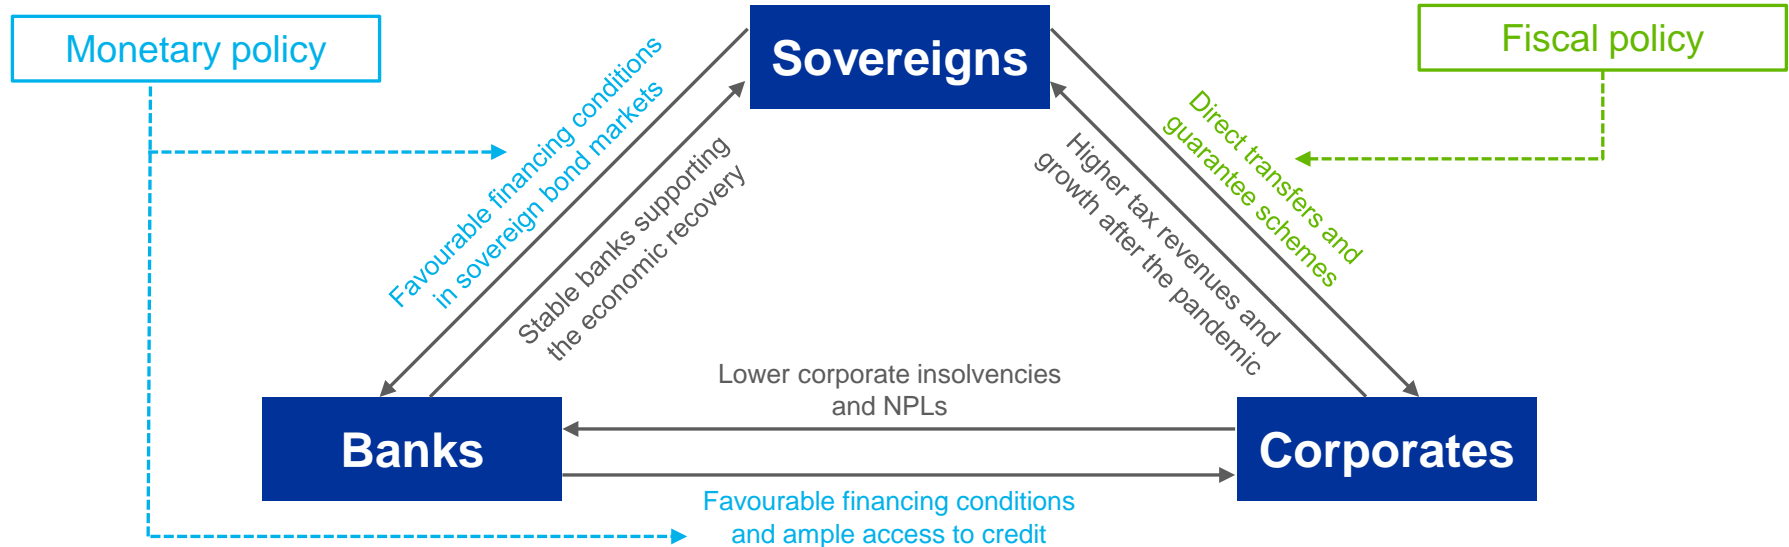 Monetary policy
Sovereigns
Fiscal policy
Favourable financing conditions
in sovereign bond markets
Stable banks supporting
the economic recovery
Higher tax revenues and
growth after the pandemic
Direct transfers and
guarantee schemes
Lower corporate insolvencies
and NPLs
Banks
Corporates
Favourable financing conditions
and ample access to credit